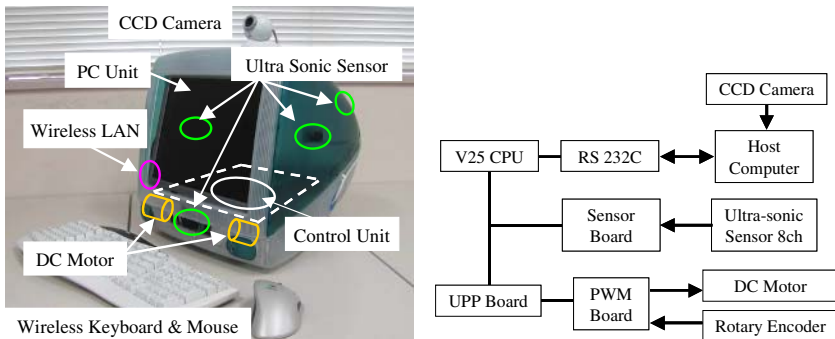 CCD Camera
PC Unit
Ultra Sonic Sensor
Wireless LAN
Control Unit
DC Motor
Wireless Keyboard & Mouse
CCD Camera
V25 CPU
RS 232C
Host
Computer
Sensor
Board
Ultra-sonic
Sensor 8ch
UPP Board
PWM
Board
DC Motor
Rotary Encoder